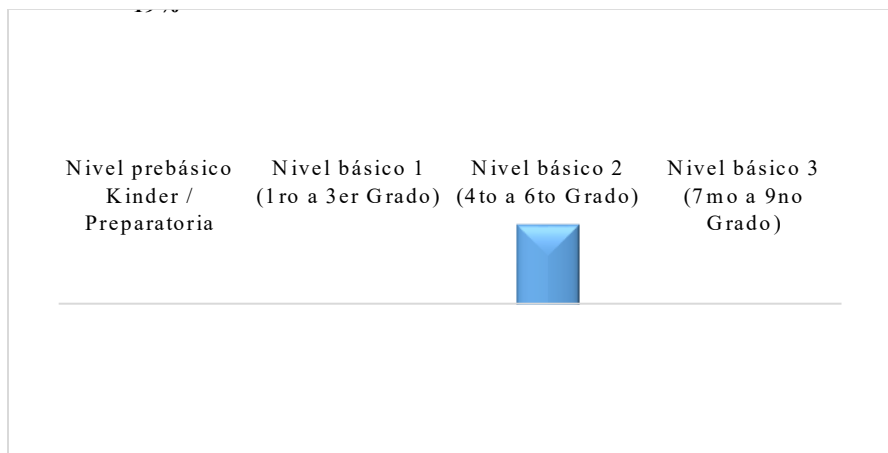 Nivel prebásico Nivel básico 1 Nivel básico 2 Nivel básico 3
Kinder / (1ro a 3er Grado) (4to a 6to Grado) (7mo a 9no
Preparatoria Grado)